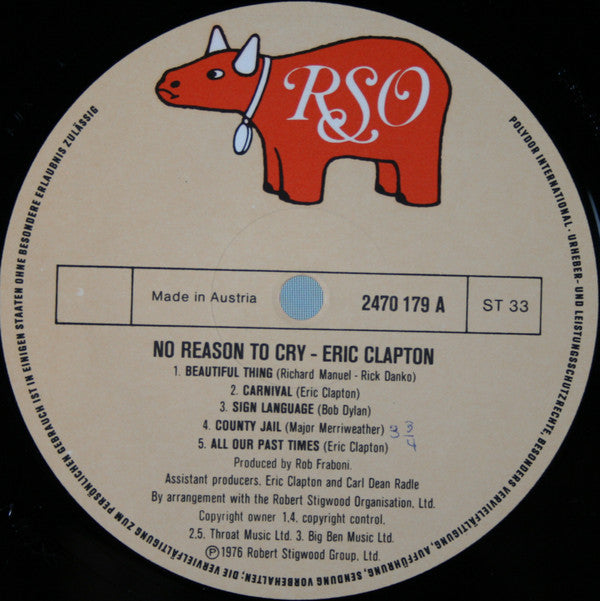 RSO
Made in Austria
2470 179 A
ST 33
NO REASON TO CRY - ERIC CLAPTON
1. BEAUTIFUL THING (Richard Manuel - Rick Danko)
2. CARNIVAL (Eric Clapton)
3. SIGN LANGUAGE (Bob Dylan)
4. COUNTY JAIL (Major Merriweather) 3 3/4
5. ALL OUR PAST TIMES (Eric Clapton)
Produced by Rob Fraboni.
Assistant producers. Eric Clapton and Carl Dean Radle
By arrangement with the Robert Stigwood Organisation, Ltd.
Copyright owner 1.4. copyright control.
2.5. Throat Music Ltd. 3. Big Ben Music Ltd.
Ⓟ1976 Robert Stigwood Group, Ltd.
POLYDOR INTERNATIONAL · URHEBER- UND LEISTUNGSSCHUTZRECHTE, BESONDERS VERVIELFÄLTIGUNG, AUFFÜHRUNG, SENDUNG VORBEHALTEN; DIE VERVIELFÄLTIGUNG ZUM PERSÖNLICHEN GEBRAUCH IST IN EINIGEN STAATEN OHNE BESONDERE ERLAUBNIS ZULÄSSIG